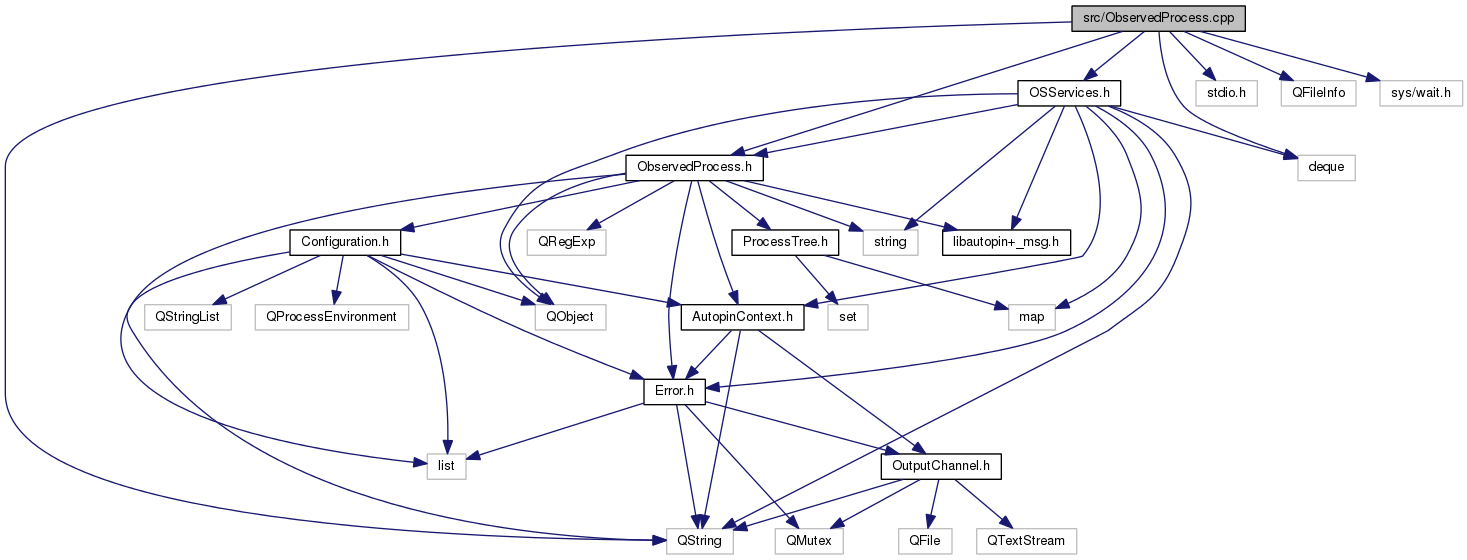 src/ObservedProcess.cpp
OSServices.h
stdio.h
QFileInfo
sys/wait.h
ObservedProcess.h
deque
Configuration.h
QRegExp
ProcessTree.h
string
libautopin+_msg.h
QStringList
QProcessEnvironment
QObject
AutopinContext.h
set
map
Error.h
list
OutputChannel.h
QString
QMutex
QFile
QTextStream